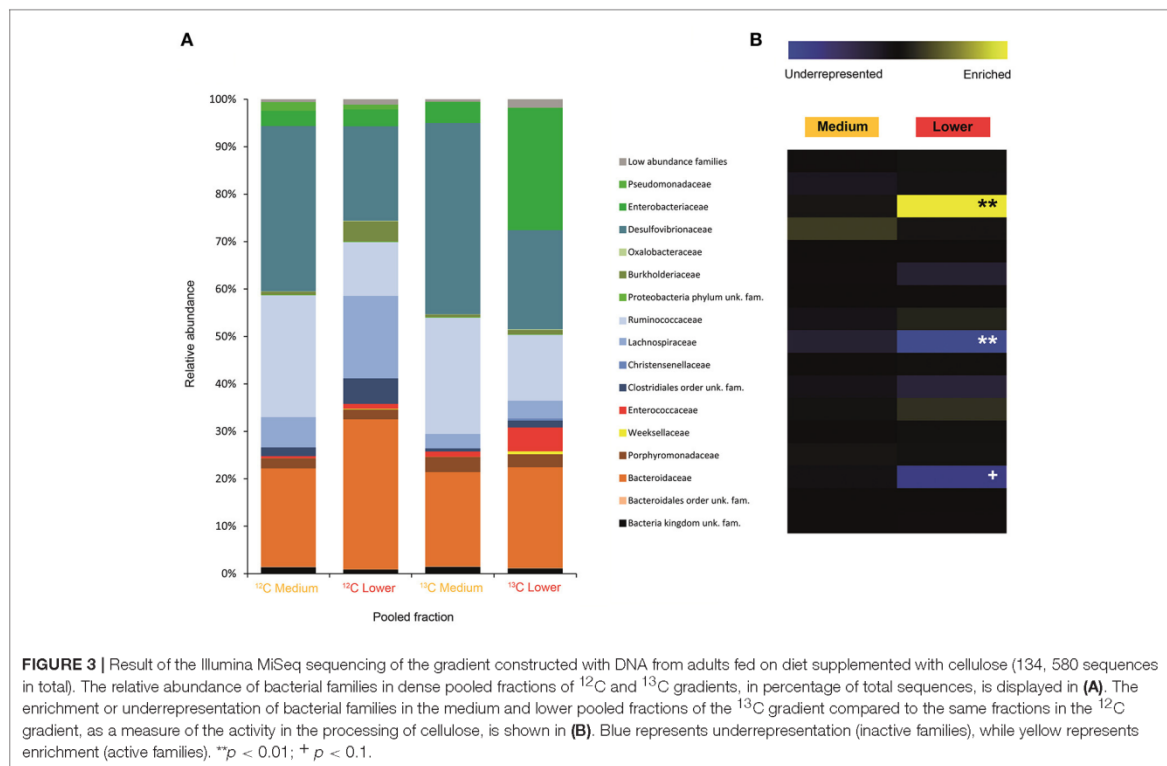 A
B
Underrepresented
Enriched
Medium
Lower
100%
90%
80%
70%
60%
50%
40%
30%
20%
10%
0%
Relative abundance
Low abundance families
Pseudomonadaceae
Enterobacteriaceae
Desulfovibrionaceae
Oxalobacteraceae
Burkholderiaceae
Proteobacteria phylum unk. fam.
Ruminococcaceae
Lachnospiraceae
Christensenellaceae
Clostridiales order unk. fam.
Enterococcaceae
Weeksellaceae
Porphyromonadaceae
Bacteroidaceae
Bacteroidales order unk. fam.
Bacteria kingdom unk. fam.
**
**
+
¹²C Medium
¹²C Lower
¹³C Medium
¹³C Lower
Pooled fraction
FIGURE 3 | Result of the Illumina MiSeq sequencing of the gradient constructed with DNA from adults fed on diet supplemented with cellulose (134, 580 sequences
in total). The relative abundance of bacterial families in dense pooled fractions of ¹²C and ¹³C gradients, in percentage of total sequences, is displayed in (A). The
enrichment or underrepresentation of bacterial families in the medium and lower pooled fractions of the ¹³C gradient compared to the same fractions in the ¹²C
gradient, as a measure of the activity in the processing of cellulose, is shown in (B). Blue represents underrepresentation (inactive families), while yellow represents
enrichment (active families). **p < 0.01; + p < 0.1.